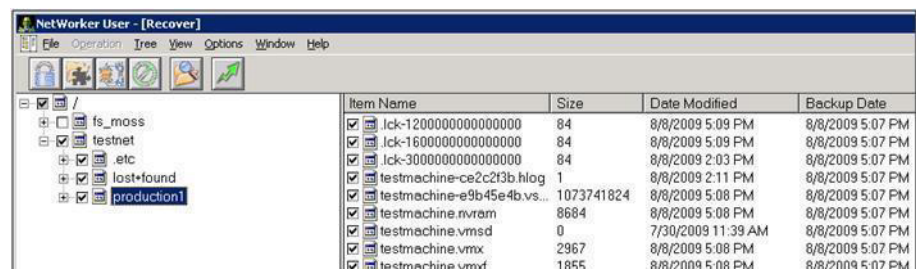 NetWorker User - [Recover]
File Operation Tree View Options Window Help
/
fs_moss
testnet
.etc
lost+found
production1
Item Name Size Date Modified Backup Date
.lck-1200000000000000 84 8/8/2009 5:09 PM 8/8/2009 5:07 PM
.lck-1600000000000000 84 8/8/2009 5:09 PM 8/8/2009 5:07 PM
.lck-3000000000000000 84 8/8/2009 2:03 PM 8/8/2009 5:07 PM
testmachine-ce2c2f3b.hlog 1 8/8/2009 2:11 PM 8/8/2009 5:07 PM
testmachine-e9b45e4b.vs... 1073741824 8/8/2009 5:08 PM 8/8/2009 5:07 PM
testmachine.nvram 8684 8/8/2009 5:08 PM 8/8/2009 5:07 PM
testmachine.vmsd 0 7/30/2009 11:39 AM 8/8/2009 5:07 PM
testmachine.vmx 2967 8/8/2009 5:08 PM 8/8/2009 5:07 PM
testmachine.vmxf 1855 8/8/2009 5:08 PM 8/8/2009 5:07 PM